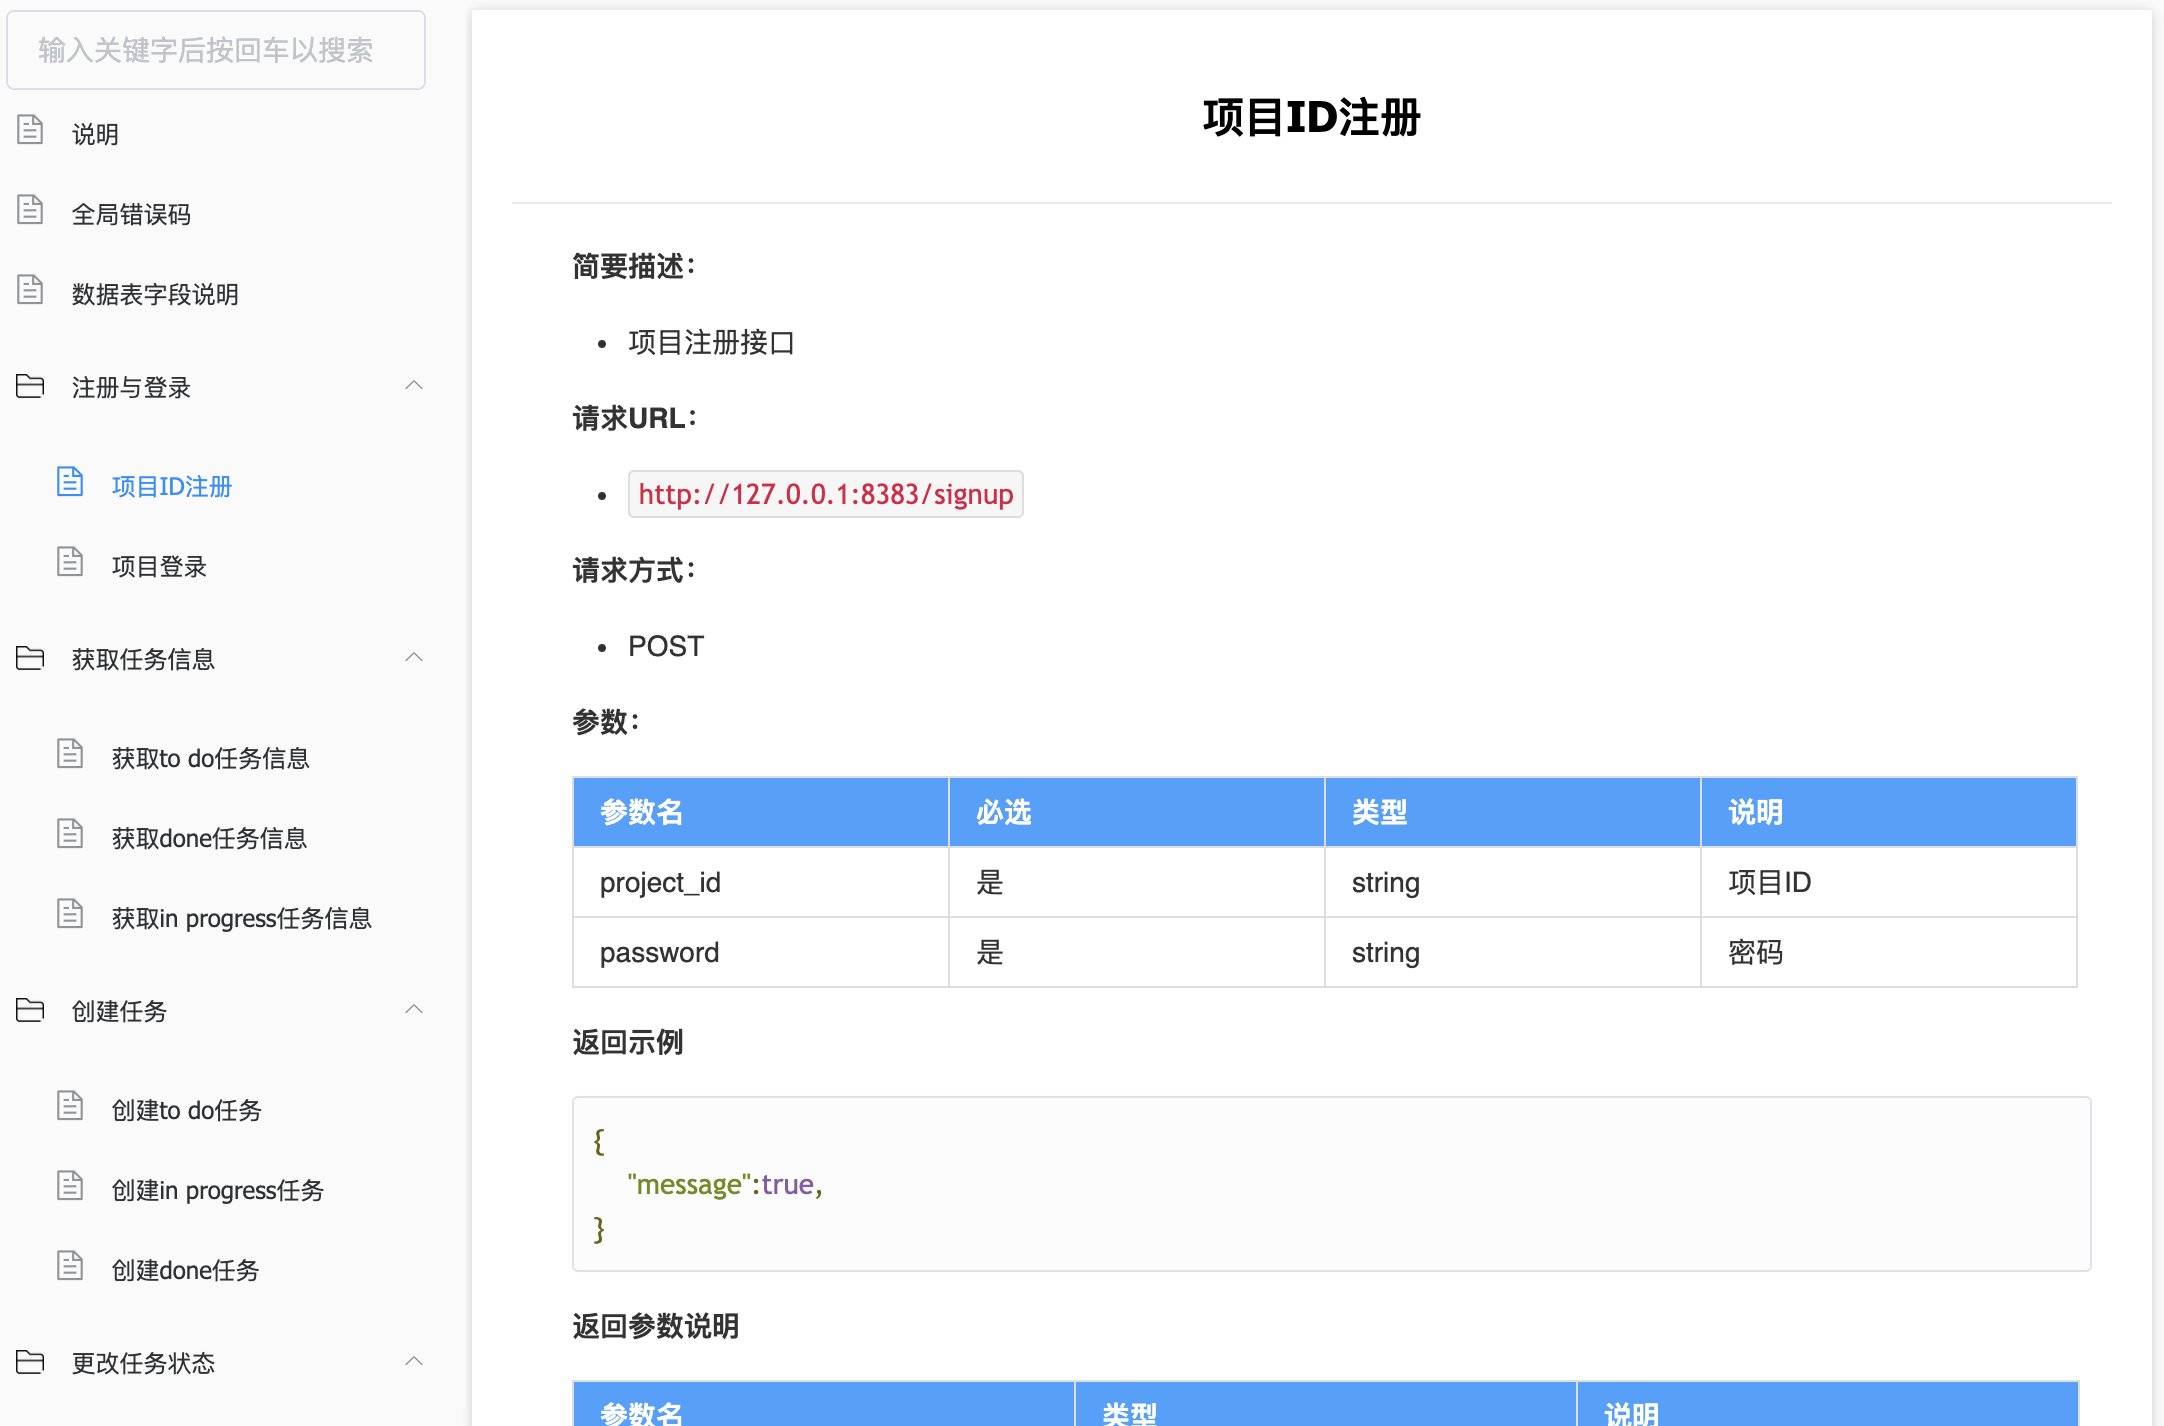 输入关键字后按回车以搜索
说明
全局错误码
数据表字段说明
注册与登录
项目ID注册
项目登录
获取任务信息
获取to do任务信息
获取done任务信息
获取in progress任务信息
创建任务
创建to do任务
创建in progress任务
创建done任务
更改任务状态
项目ID注册
简要描述：
项目注册接口
请求URL：
http://127.0.0.1:8383/signup
请求方式：
POST
参数：
参数名 必选 类型 说明
project_id 是 string 项目ID
password 是 string 密码
返回示例
{
"message":true,
}
返回参数说明
参数名 类型 说明